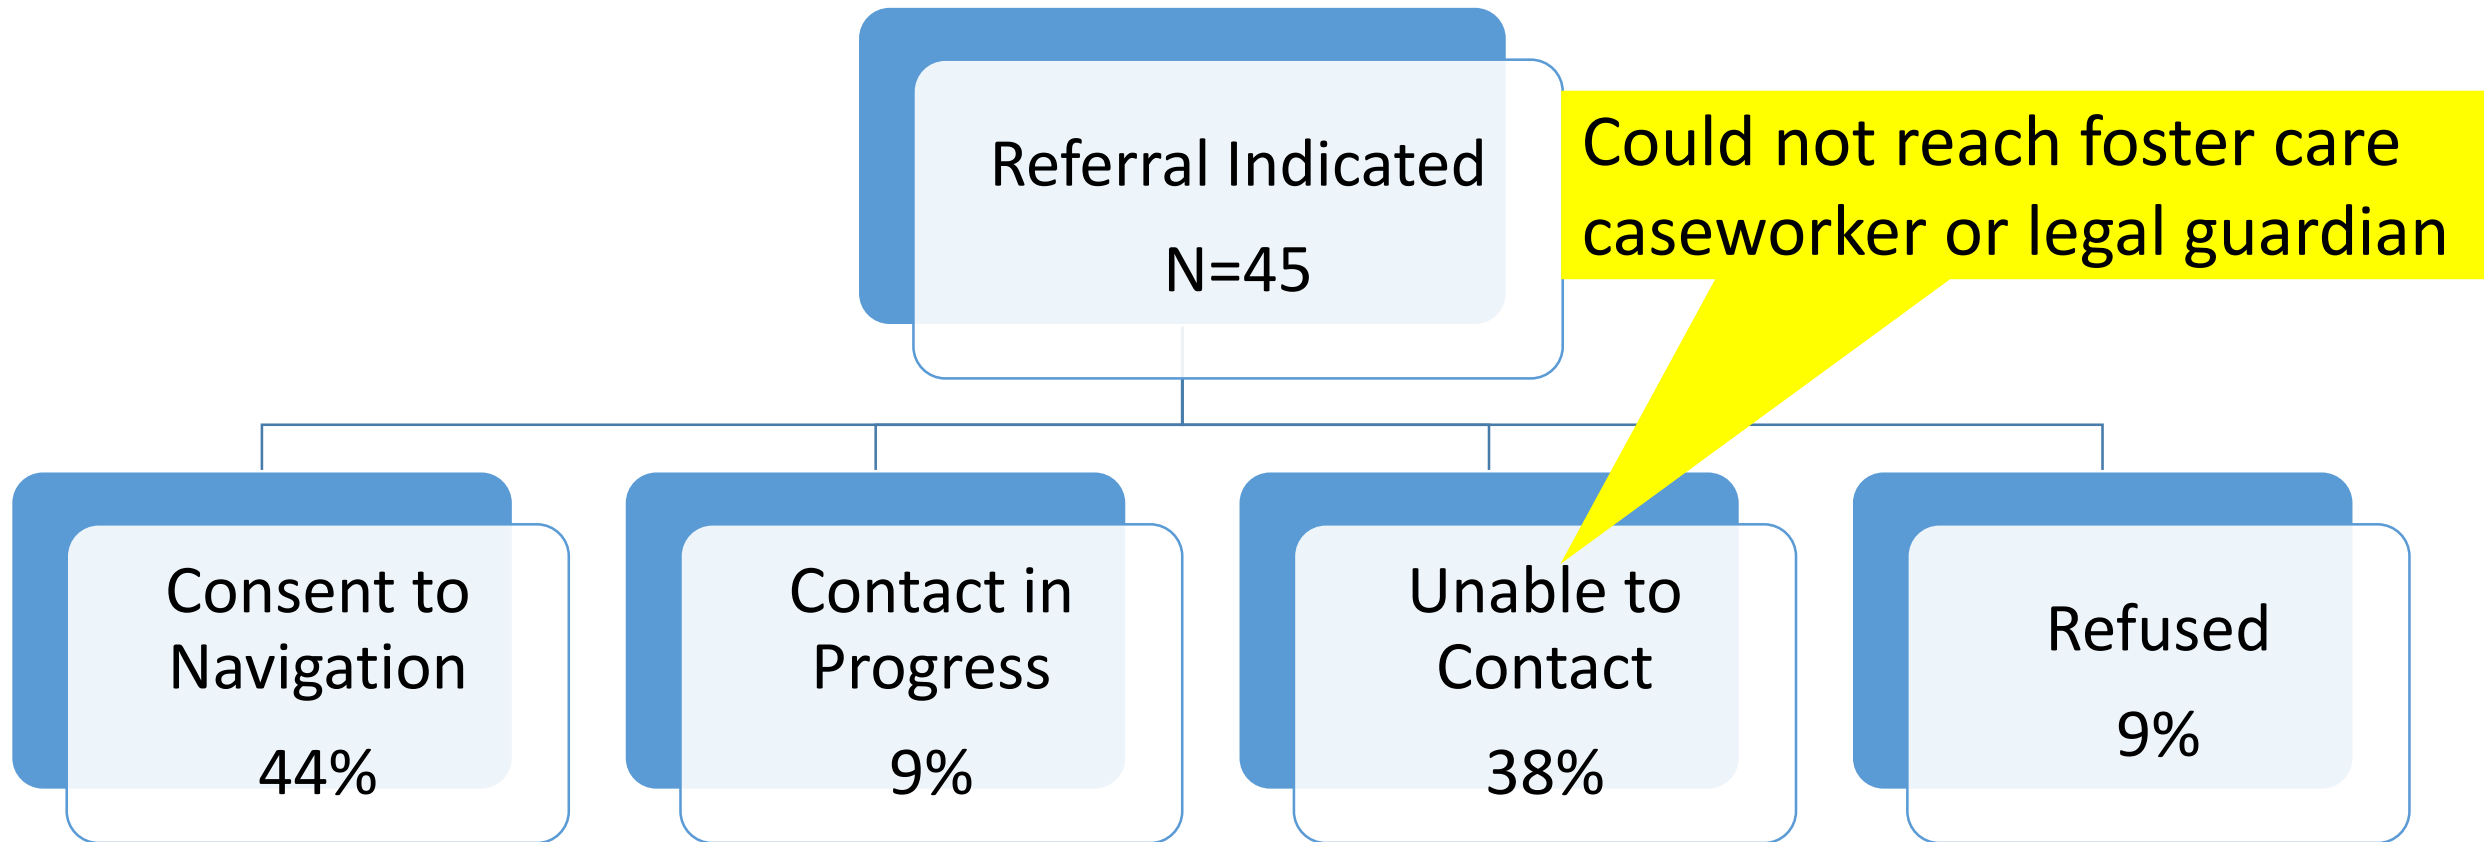 Referral Indicated
N=45
Could not reach foster care
caseworker or legal guardian
Consent to
Navigation
44%
Contact in
Progress
9%
Unable to
Contact
38%
Refused
9%